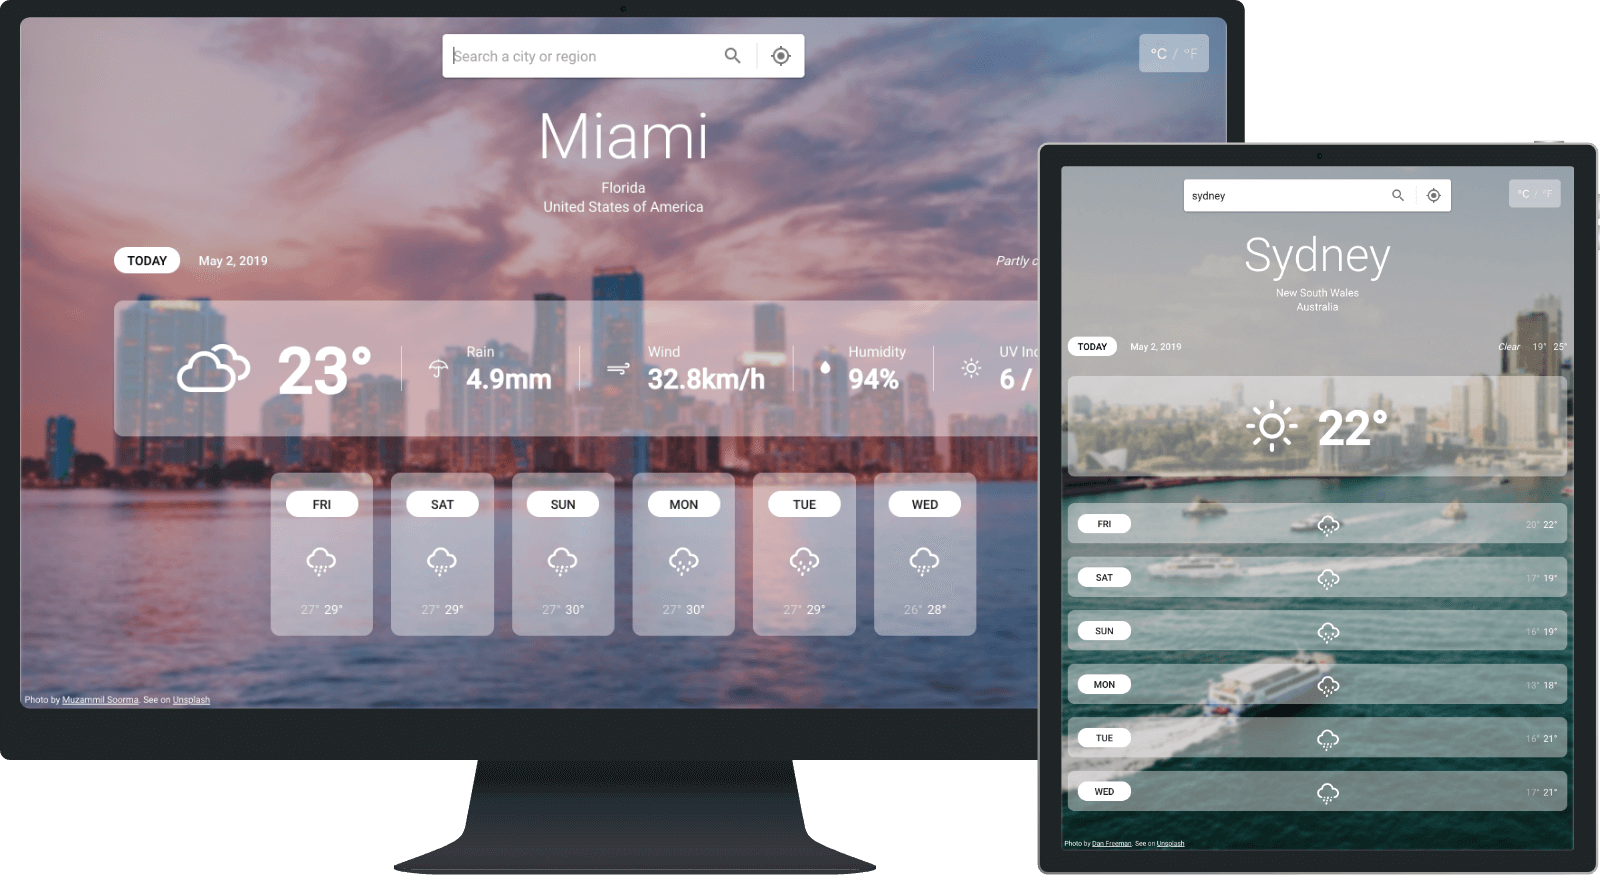 Search a city or region
°C / °F
Miami
Florida
United States of America
TODAY May 2, 2019 Partly
23° Rain Wind Humidity UV
4.9mm 32.8km/h 94% 6 /
FRI SAT SUN MON TUE WED
27° 29° 27° 29° 27° 30° 27° 30° 27° 29° 26° 28°
Photo by Muzammil Soorma. See on Unsplash
sydney
°C / °F
Sydney
New South Wales
Australia
TODAY May 2, 2019 Clear 19° 25°
22°
FRI 20° 22°
SAT 17° 19°
SUN 16° 19°
MON 13° 18°
TUE 16° 21°
WED 17° 21°
Photo by Dan Freeman. See on Unsplash